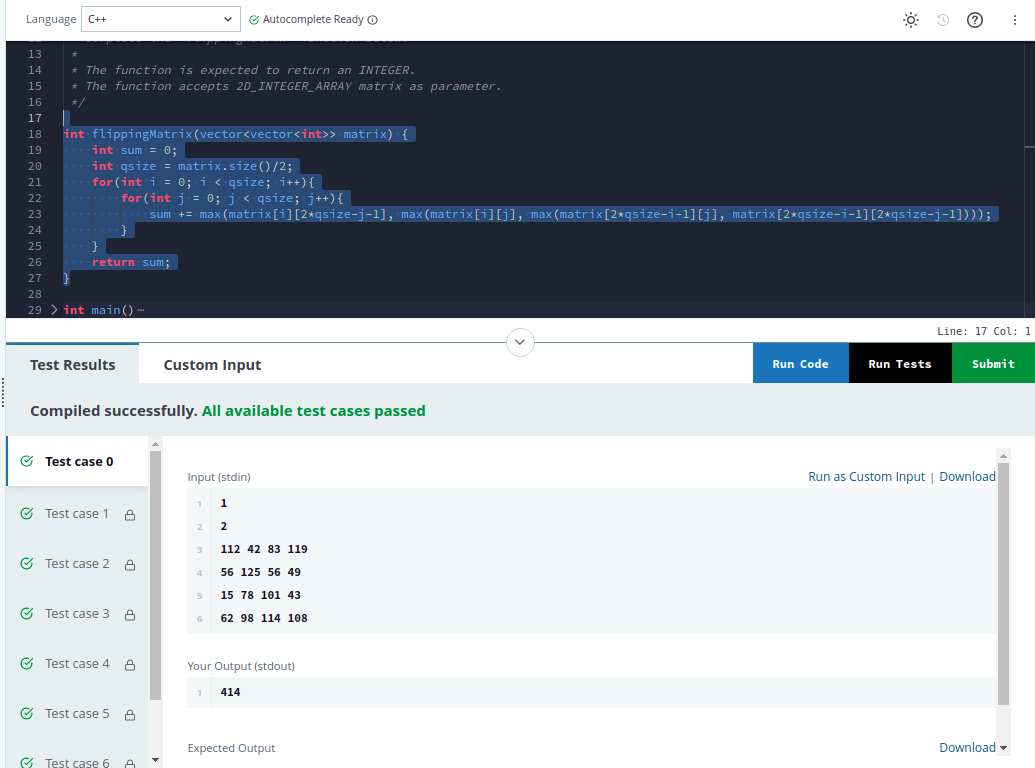 Language C++ Autocomplete Ready
13 *
14 * The function is expected to return an INTEGER.
15 * The function accepts 2D_INTEGER_ARRAY matrix as parameter.
16 */
17
18 int flippingMatrix(vector<vector<int>> matrix) {
19 int sum = 0;
20 int qsize = matrix.size()/2;
21 for(int i = 0; i < qsize; i++){
22 for(int j = 0; j < qsize; j++){
23 sum += max(matrix[i][2*qsize-j-1], max(matrix[i][j], max(matrix[2*qsize-i-1][j], matrix[2*qsize-i-1][2*qsize-j-1])));
24 }
25 }
26 return sum;
27 }
28
29 int main()
Line: 17 Col: 1
Test Results Custom Input Run Code Run Tests Submit
Compiled successfully. All available test cases passed
Test case 0
Test case 1
Test case 2
Test case 3
Test case 4
Test case 5
Test case 6
Input (stdin) Run as Custom Input | Download
1 1
2 2
3 112 42 83 119
4 56 125 56 49
5 15 78 101 43
6 62 98 114 108
Your Output (stdout)
1 414
Expected Output Download